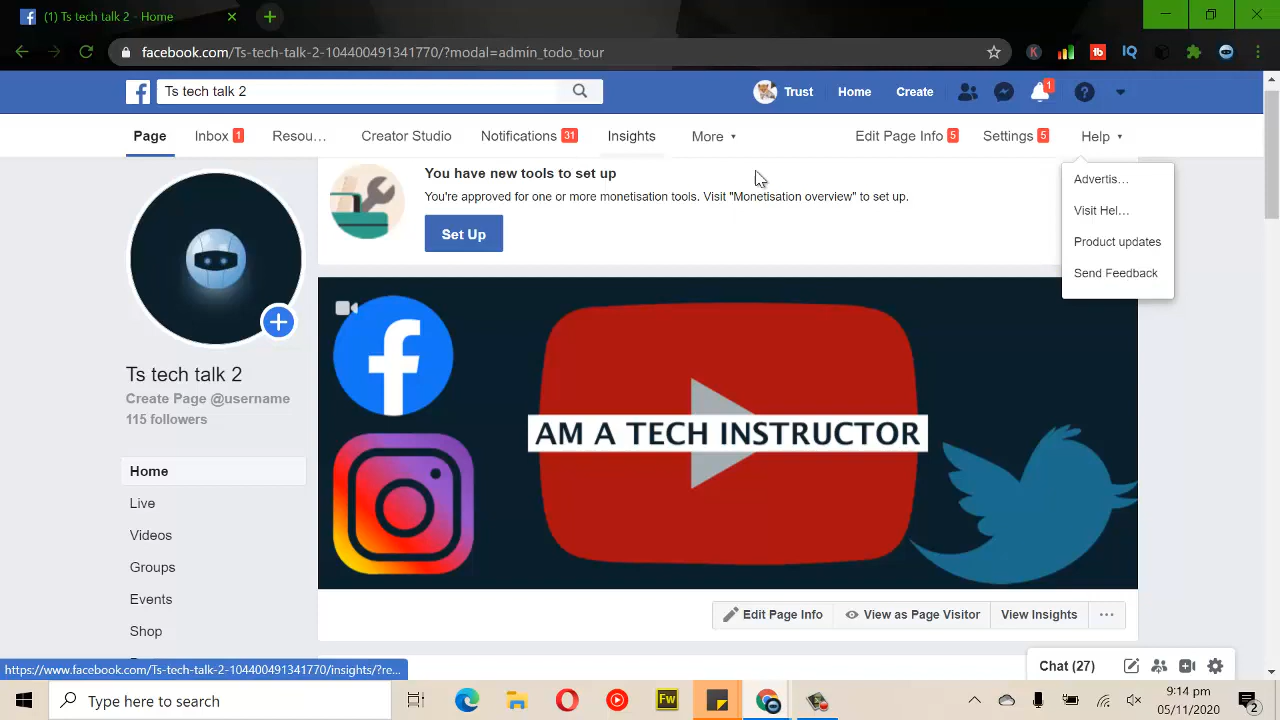 (1) Ts tech talk 2 - Home
facebook.com/Ts-tech-talk-2-104400491341770/?modal=admin_todo_tour
Ts tech talk 2
Trust
Home
Create
1
Page
Inbox 1
Resou...
Creator Studio
Notifications 31
Insights
More
Edit Page Info 5
Settings 5
Help
You have new tools to set up
You're approved for one or more monetisation tools. Visit "Monetisation overview" to set up.
Set Up
Advertis...
Visit Hel...
Product updates
Send Feedback
AM A TECH INSTRUCTOR
Ts tech talk 2
Create Page @username
115 followers
Home
Live
Videos
Groups
Events
Shop
Edit Page Info
View as Page Visitor
View Insights
Chat (27)
https://www.facebook.com/Ts-tech-talk-2-104400491341770/insights/?re...
Type here to search
Fw
9:14 pm
05/11/2020
2